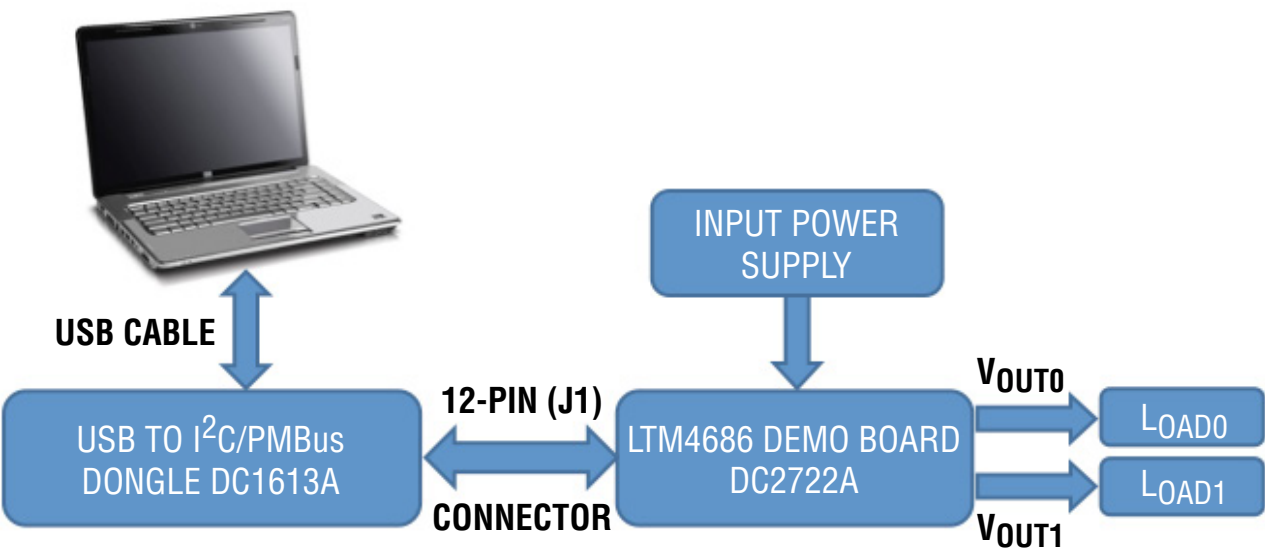 INPUT POWER
SUPPLY
USB CABLE
USB TO I²C/PMBus
DONGLE DC1613A
12-PIN (J1)
CONNECTOR
LTM4686 DEMO BOARD
DC2722A
VOUT0
LOAD0
LOAD1
VOUT1